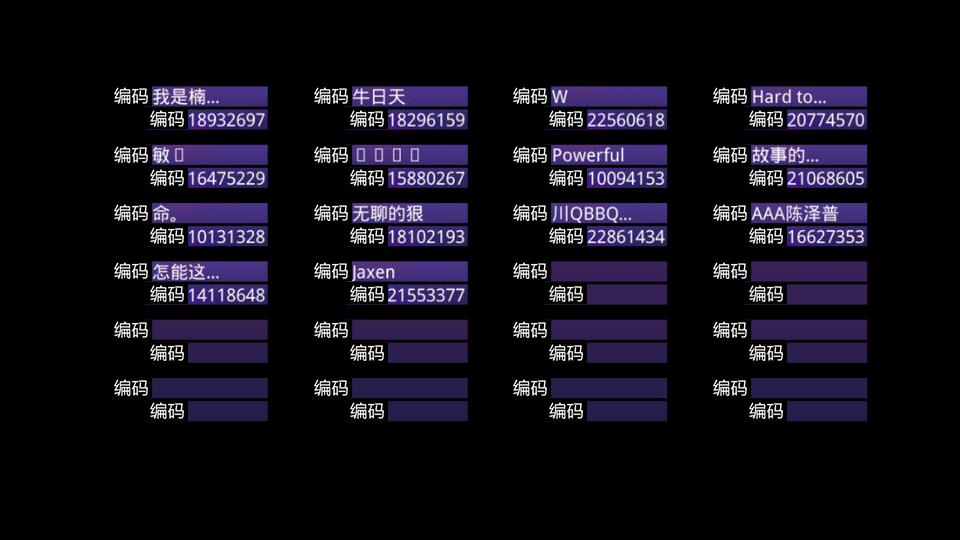 编码 我是楠... 编码 牛日天 编码 W 编码 Hard to...
编码 18932697 编码 18296159 编码 22560618 编码 20774570
编码 敏 编码 编码 Powerful 编码 故事的...
编码 16475229 编码 15880267 编码 10094153 编码 21068605
编码 命。 编码 无聊的狠 编码 川QBBQ... 编码 AAA陈泽普
编码 10131328 编码 18102193 编码 22861434 编码 16627353
编码 怎能这... 编码 Jaxen 编码 编码
编码 14118648 编码 21553377 编码 编码
编码 编码 编码 编码
编码 编码 编码 编码
编码 编码 编码 编码
编码 编码 编码 编码